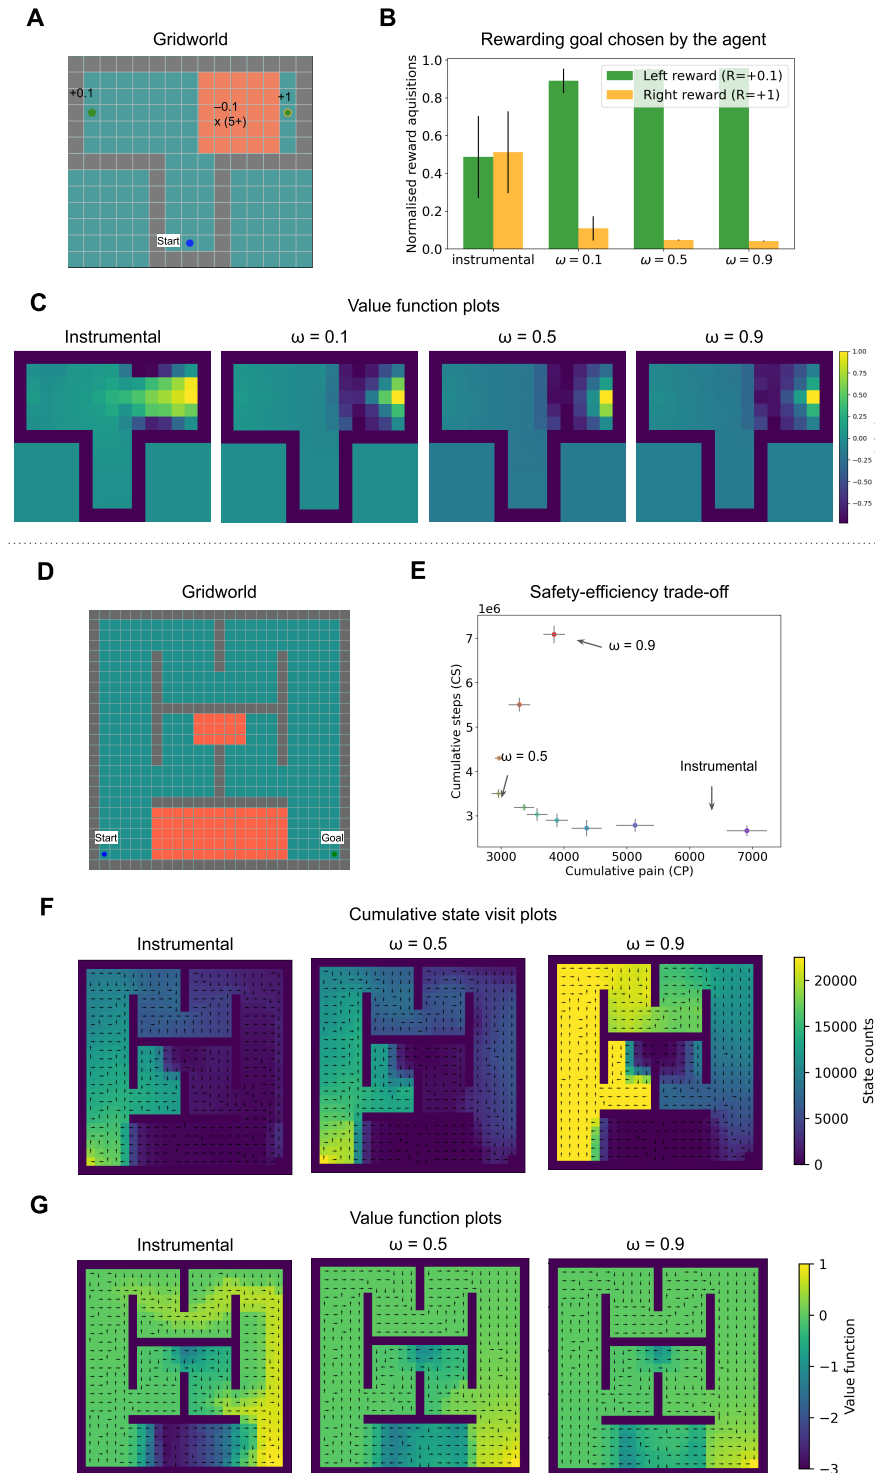 A
Gridworld
+0.1
−0.1
x (5+)
+1
Start
B
Rewarding goal chosen by the agent
Normalised reward aquisitions
1.0
0.8
0.6
0.4
0.2
0.0
Left reward (R=+0.1)
Right reward (R=+1)
instrumental
ω = 0.1
ω = 0.5
ω = 0.9
C
Value function plots
Instrumental
ω = 0.1
ω = 0.5
ω = 0.9
1.00
0.75
0.50
0.25
0.00
−0.25
−0.50
−0.75
D
Gridworld
Start
Goal
E
Safety-efficiency trade-off
1e6
Cumulative steps (CS)
7
6
5
4
3
ω = 0.9
ω = 0.5
Instrumental
3000
4000
5000
6000
7000
Cumulative pain (CP)
F
Cumulative state visit plots
Instrumental
ω = 0.5
ω = 0.9
20000
15000
10000
5000
0
State counts
G
Value function plots
Instrumental
ω = 0.5
ω = 0.9
1
0
−1
−2
−3
Value function